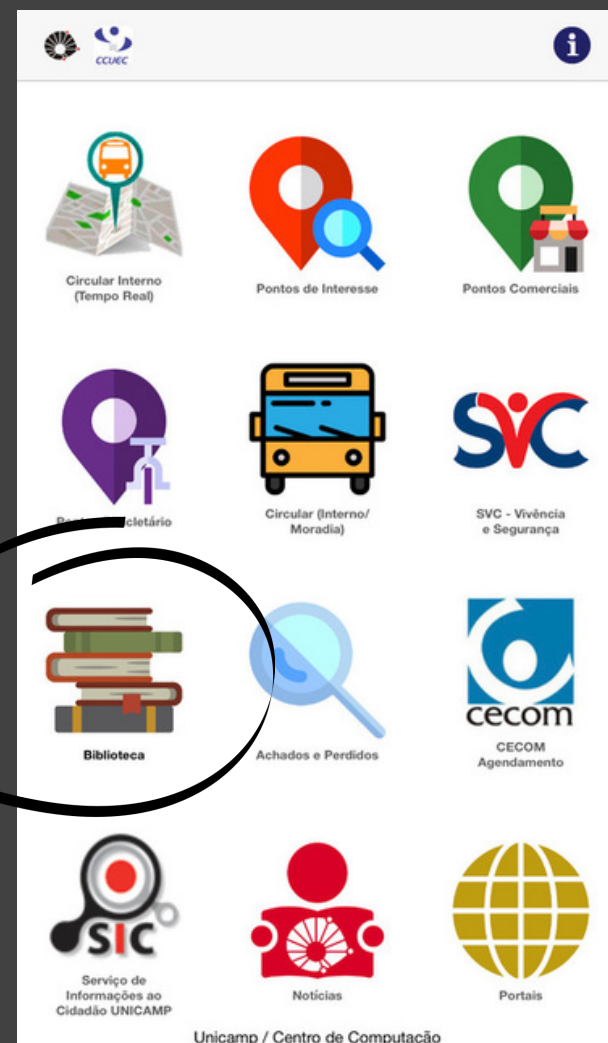 CCUEC
i
Circular Interno
(Tempo Real)
Pontos de Interesse
Pontos Comerciais
cletário
Circular (Interno/
Moradia)
SVC
SVC - Vivência
e Segurança
Biblioteca
Achados e Perdidos
cecom
CECOM
Agendamento
SIC
Serviço de
Informações ao
Cidadão UNICAMP
Notícias
Portais
Unicamp / Centro de Computação